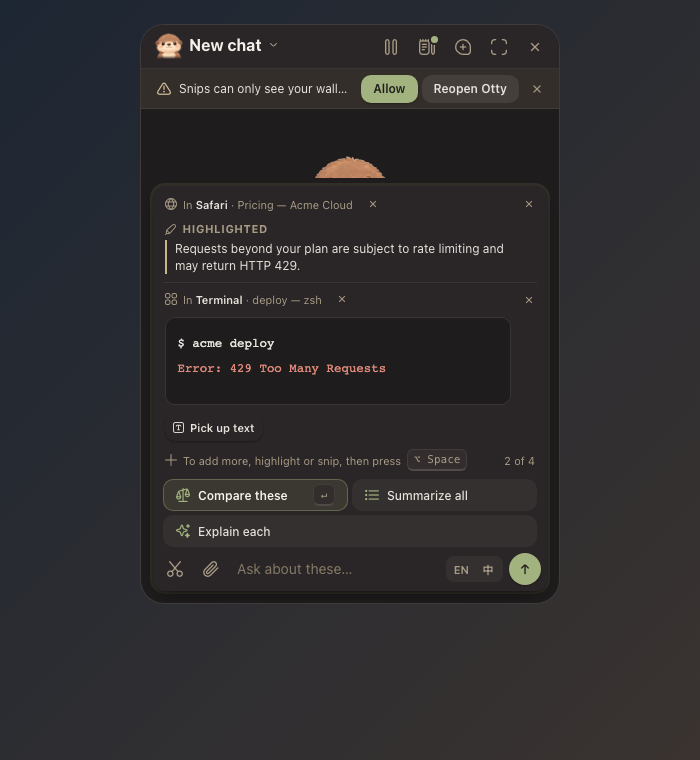 New chat
Snips can only see your wall...
Allow
Reopen Otty
In Safari · Pricing — Acme Cloud
HIGHLIGHTED
Requests beyond your plan are subject to rate limiting and
may return HTTP 429.
In Terminal · deploy — zsh
$ acme deploy
Error: 429 Too Many Requests
Pick up text
To add more, highlight or snip, then press ⌥ Space
2 of 4
Compare these ↵
Summarize all
Explain each
Ask about these...
EN 中